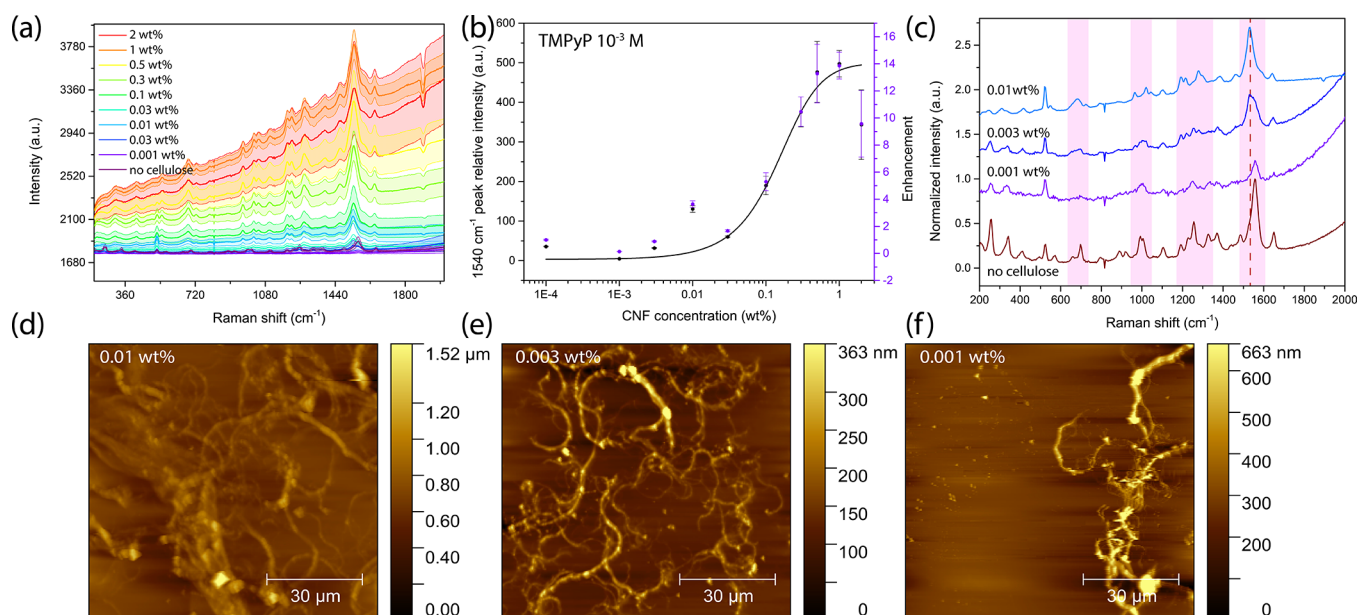 (a)
3780
3360
2940
2520
2100
1680
Intensity (a.u.)
2 wt%
1 wt%
0.5 wt%
0.3 wt%
0.1 wt%
0.03 wt%
0.01 wt%
0.03 wt%
0.001 wt%
no cellulose
360 720 1080 1440 1800
Raman shift (cm-1)
(b)
TMPyP 10-3 M
600
500
400
300
200
100
0
1540 cm-1 peak relative intensity (a.u.)
16
14
12
10
8
6
4
2
0
-2
Enhancement
1E-4 1E-3 0.01 0.1 1
CNF concentration (wt%)
(c)
2.5
2.0
1.5
1.0
0.5
0.0
Normalized intensity (a.u.)
0.01wt%
0.003 wt%
0.001 wt%
no cellulose
200 400 600 800 1000 1200 1400 1600 1800 2000
Raman shift (cm-1)
(d)
0.01 wt%
30 µm
1.52 µm
1.20
1.00
0.80
0.60
0.40
0.00
(e)
0.003 wt%
30 µm
363 nm
300
250
200
150
100
0
(f)
0.001 wt%
30 µm
663 nm
600
500
400
300
200
0